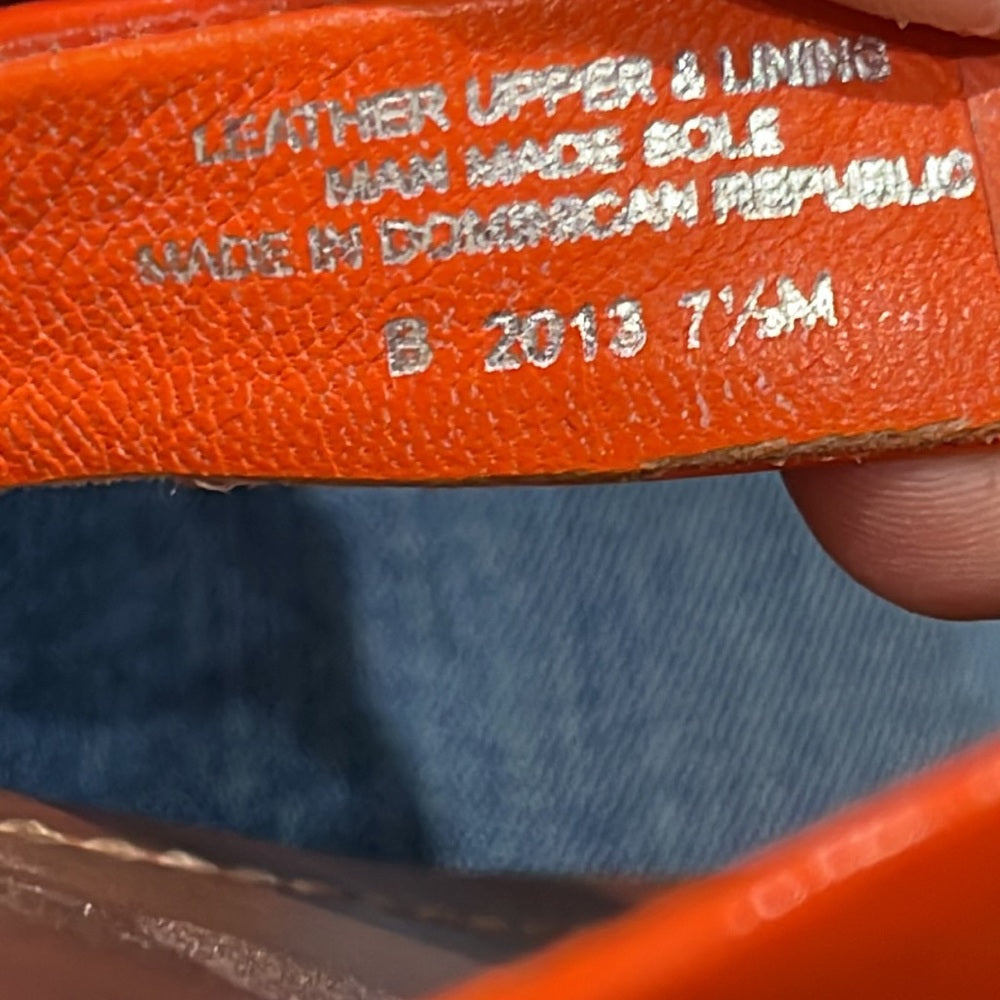 LEATHER UPPER & LINING
MAN MADE SOLE
MADE IN DOMINICAN REPUBLIC
B 2013 7½M